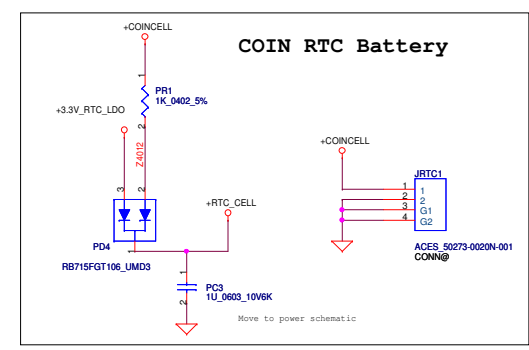 +COINCELL
COIN RTC Battery
1
PR1
1K_0402_5%
+3.3V_RTC_LDO
2
Z4012
+COINCELL
3
2
JRTC1
1 1
2 2
3 G1
4 G2
+RTC_CELL
PD4
1
ACES_50273-0020N-001
CONN@
RB715FGT106_UMD3
1
PC3
1U_0603_10V6K
2
Move to power schematic